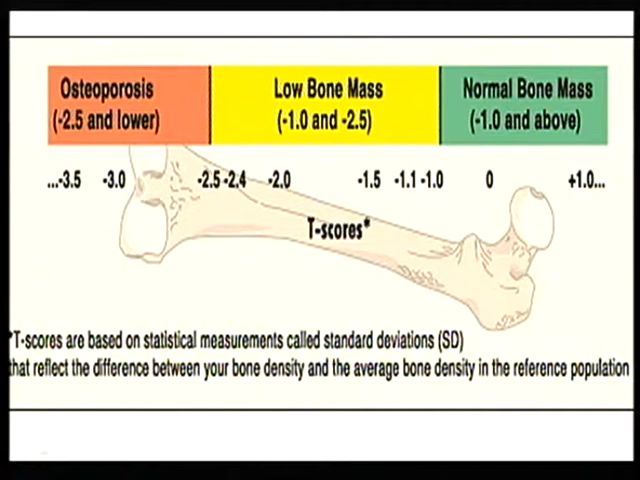 Osteoporosis
(-2.5 and lower)
Low Bone Mass
(-1.0 and -2.5)
Normal Bone Mass
(-1.0 and above)
...-3.5 -3.0 -2.5 -2.4 -2.0 -1.5 -1.1 -1.0 0 +1.0...
T-scores*
*T-scores are based on statistical measurements called standard deviations (SD)
that reflect the difference between your bone density and the average bone density in the reference population